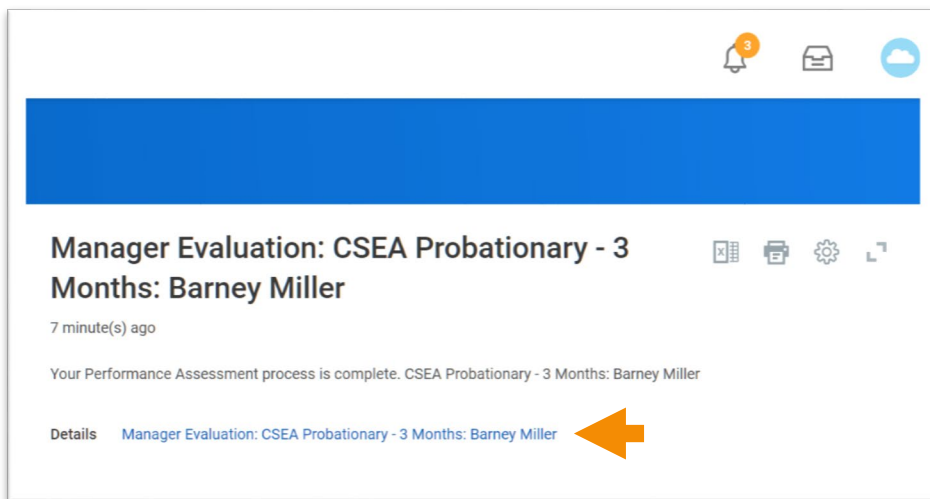 3
Manager Evaluation: CSEA Probationary - 3
Months: Barney Miller
7 minute(s) ago
Your Performance Assessment process is complete. CSEA Probationary - 3 Months: Barney Miller
Details Manager Evaluation: CSEA Probationary - 3 Months: Barney Miller